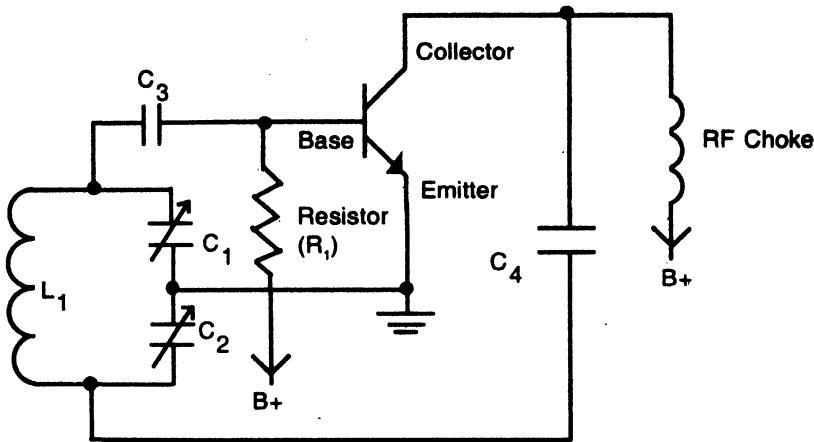 Collector
C3
Base
RF Choke
Emitter
Resistor
(R1)
C1
C4
B+
L1
C2
B+